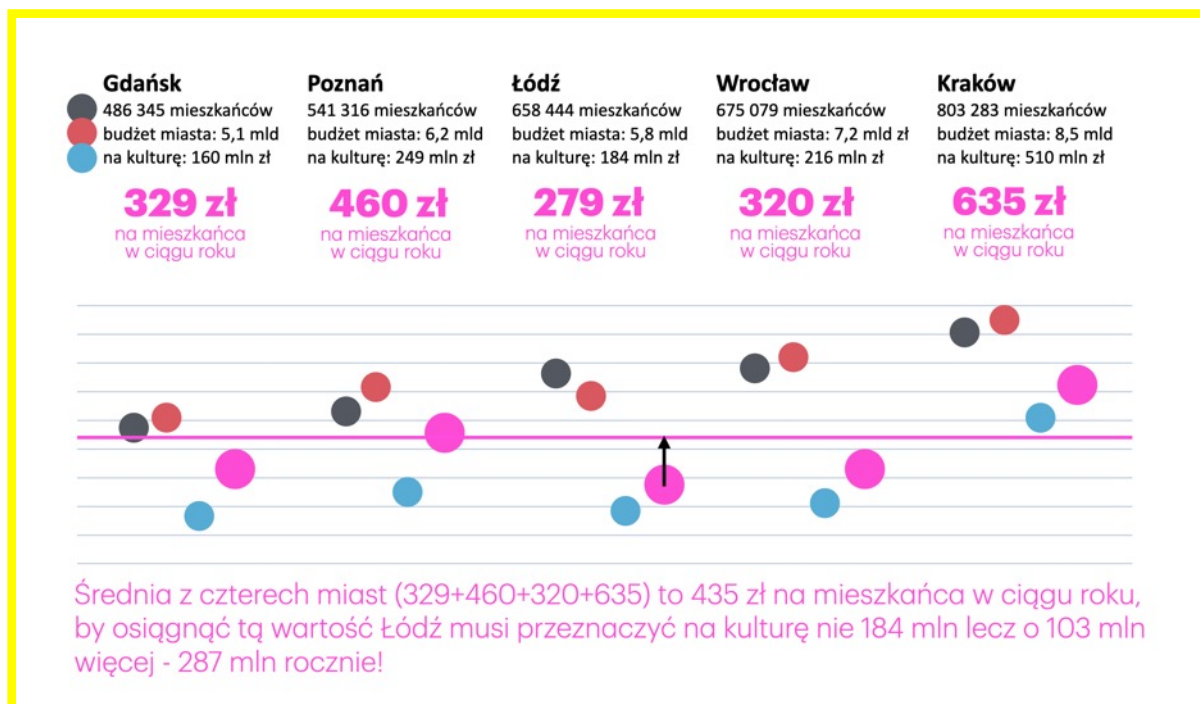 Gdańsk
486 345 mieszkańców
budżet miasta: 5,1 mld
na kulturę: 160 mln zł
329 zł
na mieszkańca
w ciągu roku
Poznań
541 316 mieszkańców
budżet miasta: 6,2 mld
na kulturę: 249 mln zł
460 zł
na mieszkańca
w ciągu roku
Łódź
658 444 mieszkańców
budżet miasta: 5,8 mld
na kulturę: 184 mln zł
279 zł
na mieszkańca
w ciągu roku
Wrocław
675 079 mieszkańców
budżet miasta: 7,2 mld zł
na kulturę: 216 mln zł
320 zł
na mieszkańca
w ciągu roku
Kraków
803 283 mieszkańców
budżet miasta: 8,5 mld
na kulturę: 510 mln zł
635 zł
na mieszkańca
w ciągu roku
Średnia z czterech miast (329+460+320+635) to 435 zł na mieszkańca w ciągu roku,
by osiągnąć tą wartość Łódź musi przeznaczyć na kulturę nie 184 mln lecz o 103 mln
więcej - 287 mln rocznie!